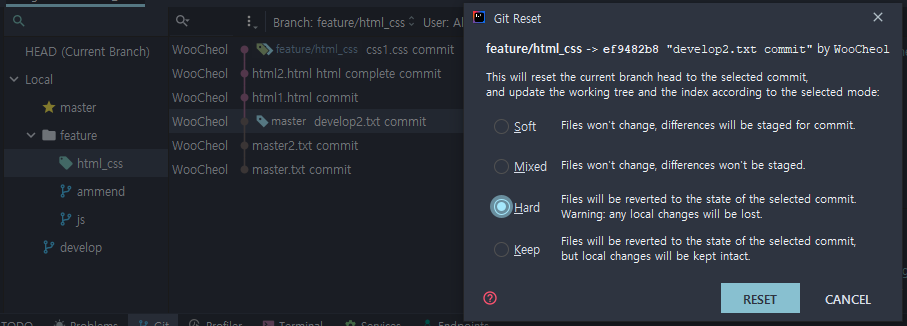 Branch: feature/html_css
User: Al
HEAD (Current Branch)
Local
master
feature
html_css
ammend
js
develop
WooCheol feature/html_css css1.css commit
WooCheol html2.html html complete commit
WooCheol html1.html commit
WooCheol master develop2.txt commit
WooCheol master2.txt commit
WooCheol master.txt commit
TODO Problems Git Profiler Terminal Services Endpoints
Git Reset
feature/html_css -> ef9482b8 "develop2.txt commit" by WooCheol
This will reset the current branch head to the selected commit,
and update the working tree and the index according to the selected mode:
Soft Files won't change, differences will be staged for commit.
Mixed Files won't change, differences won't be staged.
Hard Files will be reverted to the state of the selected commit.
Warning: any local changes will be lost.
Keep Files will be reverted to the state of the selected commit,
but local changes will be kept intact.
RESET CANCEL